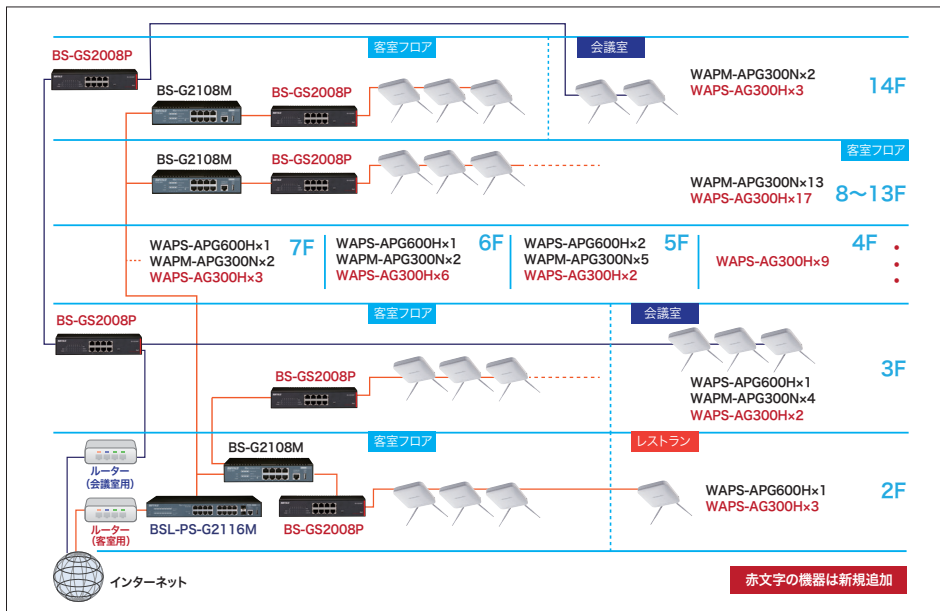 BS-GS2008P
客室フロア
会議室
BS-G2108M
BS-GS2008P
WAPM-APG300N×2
WAPS-AG300H×3
14F
客室フロア
BS-G2108M
BS-GS2008P
WAPM-APG300N×13
WAPS-AG300H×17
8〜13F
WAPS-APG600H×1
WAPM-APG300N×2
WAPS-AG300H×3
7F
WAPS-APG600H×1
WAPM-APG300N×2
WAPS-AG300H×6
6F
WAPS-APG600H×2
WAPM-APG300N×5
WAPS-AG300H×2
5F
WAPS-AG300H×9
4F
BS-GS2008P
客室フロア
会議室
BS-GS2008P
WAPS-APG600H×1
WAPM-APG300N×4
WAPS-AG300H×2
3F
客室フロア
レストラン
BS-G2108M
ルーター
(会議室用)
ルーター
(客室用)
BSL-PS-G2116M
BS-GS2008P
WAPS-APG600H×1
WAPS-AG300H×3
2F
インターネット
赤文字の機器は新規追加